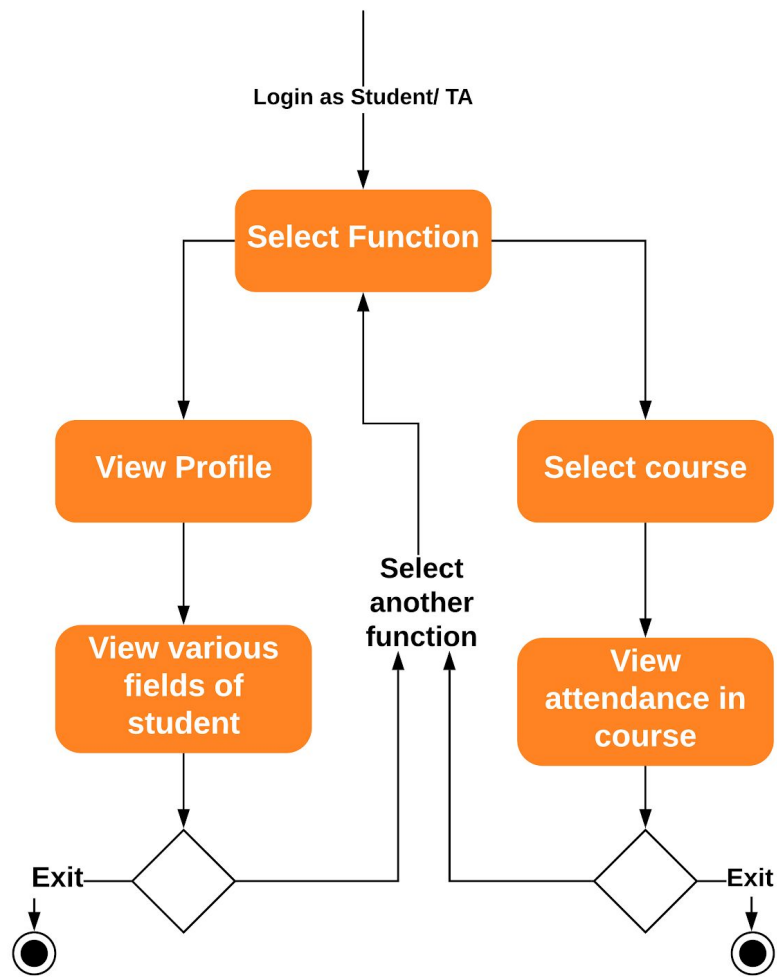 Login as Student/ TA
Select Function
View Profile
Select course
Select
another
function
View various
fields of
student
View
attendance in
course
Exit
Exit